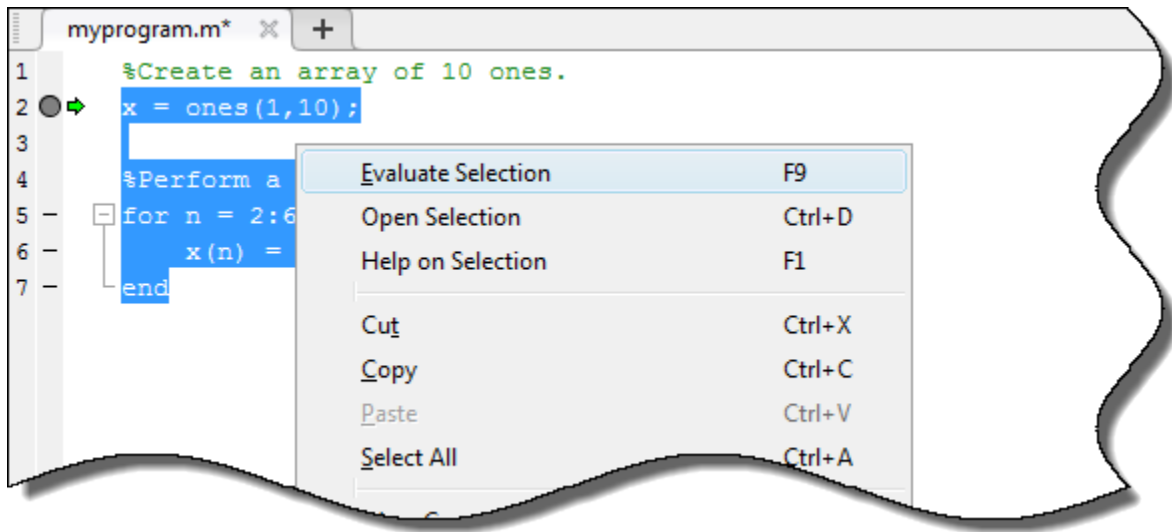 myprogram.m*
1 %Create an array of 10 ones.
2 x = ones(1,10);
3
4 %Perform a
5 for n = 2:6
6 x(n) =
7 end
Evaluate Selection F9
Open Selection Ctrl+D
Help on Selection F1
Cut Ctrl+X
Copy Ctrl+C
Paste Ctrl+V
Select All Ctrl+A